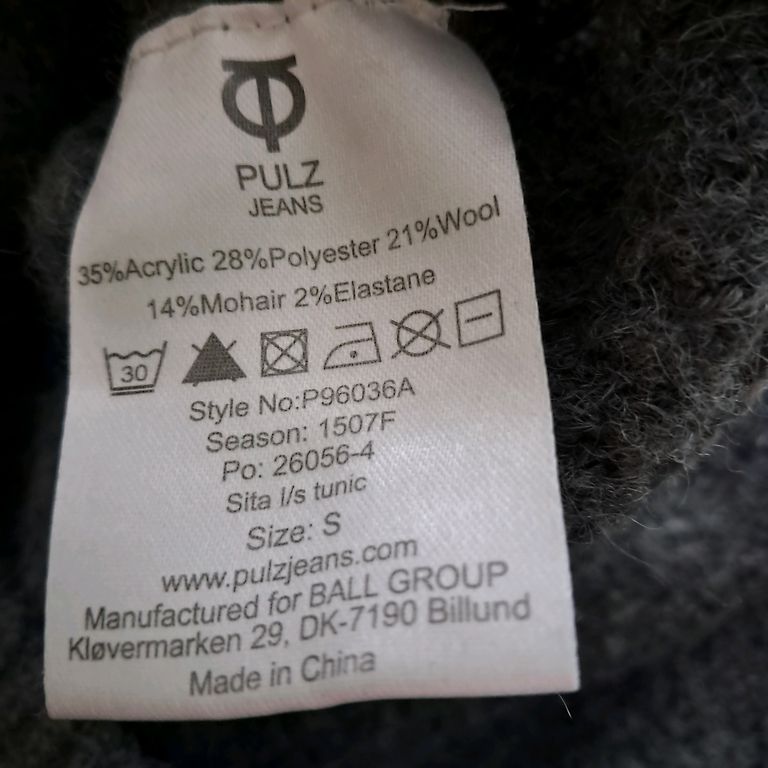 PULZ
JEANS
35%Acrylic 28%Polyester 21%Wool
14%Mohair 2%Elastane
30
Style No:P96036A
Season: 1507F
Po: 26056-4
Sita l/s tunic
Size: S
www.pulzjeans.com
Manufactured for BALL GROUP
Kløvermarken 29, DK-7190 Billund
Made in China